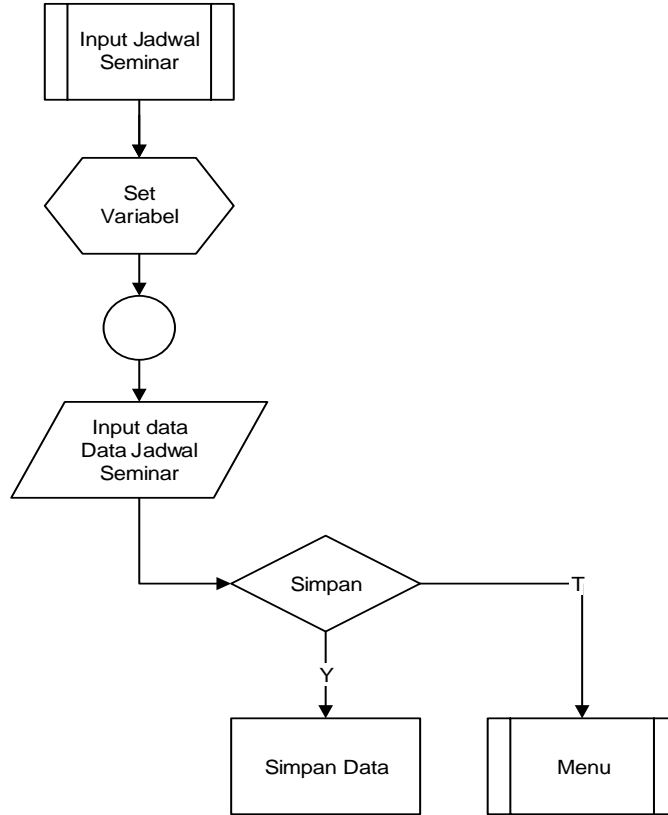 Input Jadwal
Seminar
Set
Variabel
Input data
Data Jadwal
Seminar
Simpan
T
Y
Simpan Data
Menu